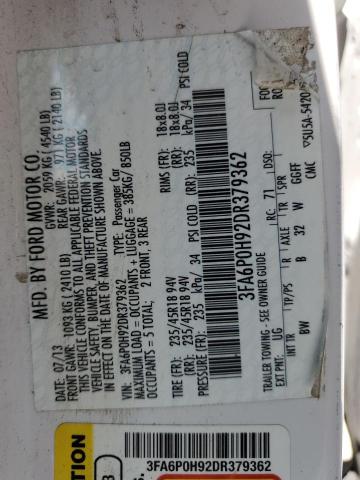 MFD. BY FORD MOTOR CO.
07/13
GVWR: 2059 KG / 4540 LB)
FRONT GAWR: 1093 KG ( 2410 LB)
REAR GAWR: 971 KG ( 2140 LB)
THIS VEHICLE CONFORMS TO ALL APPLICABLE FEDERAL MOTOR
VEHICLE SAFETY, BUMPER, AND THEFT PREVENTION STANDARDS
IN EFFECT ON THE DATE OF MANUFACTURE SHOWN ABOVE.
VIN: 3FA6P0H92DR379362
TYPE: Passenger Car
MAXIMUM LOAD = OCCUPANTS + LUGGAGE = 385KG/ 850LB
OCCUPANTS = 5 TOTAL; 2 FRONT, 3 REAR
TIRE (FR): 235/45R18 94V
RIMS (FR): 18x8.0J
(RR): 235/45R18 94V
(RR): 18x8.0J
PRESSURE (FR): 235 kPa/ 34 PSI COLD
(RR): 235 kPa/ 34 PSI COLD
3FA6P0H92DR379362
TRAILER TOWING - SEE OWNER GUIDE
EXT PNT: UG
RC: 71
DSO:
INT TR
TP/PS
R
AXLE
TR
SPR
BW
B
32
W
GGFF
CMC
▽5U5A-5420
3FA6P0H92DR379362